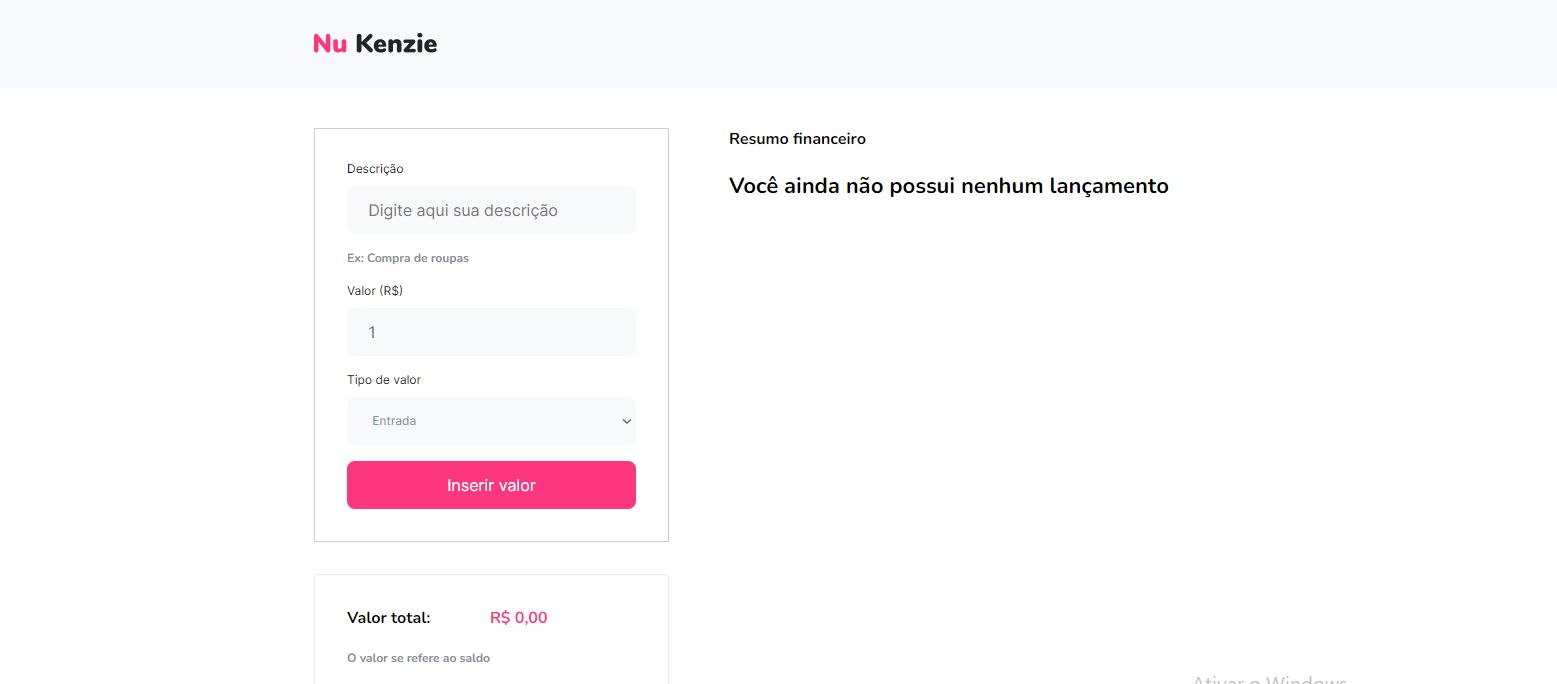 Nu Kenzie
Descrição
Digite aqui sua descrição
Ex: Compra de roupas
Valor (R$)
1
Tipo de valor
Entrada
Inserir valor
Valor total: R$ 0,00
O valor se refere ao saldo
Resumo financeiro
Você ainda não possui nenhum lançamento
Ativar o Windows